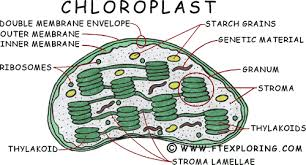 CHLOROPLAST
DOUBLE MEMBRANE ENVELOPE
OUTER MEMBRANE
INNER MEMBRANE
RIBOSOMES
THYLAKOID
STARCH GRAINS
GENETIC MATERIAL
GRANUM
STROMA
THYLAKOIDS
© WWW.FTEXPLORING.COM
STROMA LAMELLAE